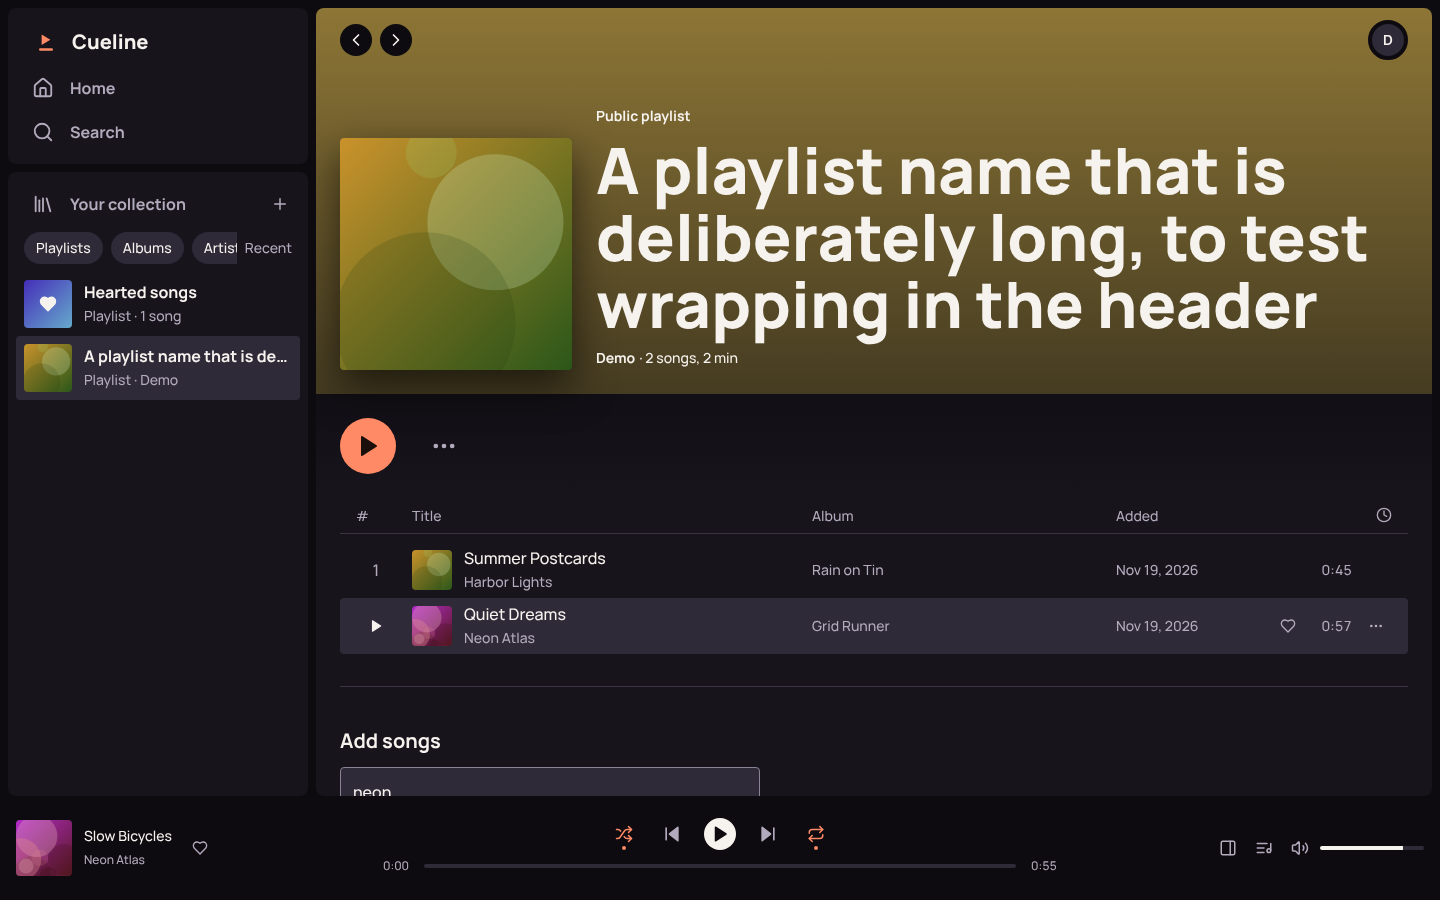 Cueline
Home
Search
Your collection
Playlists
Albums
Artist
Recent
Hearted songs
Playlist · 1 song
A playlist name that is de...
Playlist · Demo
D
Public playlist
A playlist name that is
deliberately long, to test
wrapping in the header
Demo · 2 songs, 2 min
# Title Album Added
1 Summer Postcards Rain on Tin Nov 19, 2026 0:45
Harbor Lights
Quiet Dreams Grid Runner Nov 19, 2026 0:57
Neon Atlas
Add songs
neon
Slow Bicycles
Neon Atlas
0:00
0:55